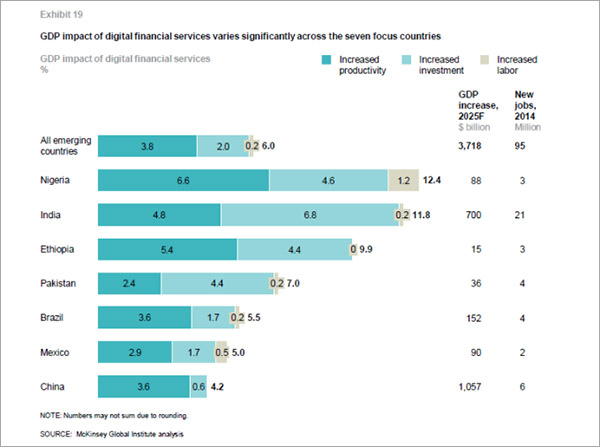 Exhibit 19
GDP impact of digital financial services varies significantly across the seven focus countries
GDP impact of digital financial services
%
Increased productivity
Increased investment
Increased labor
GDP increase, 2025F
$ billion
New jobs, 2014
Million
All emerging countries 3.8 2.0 0.2 6.0 3,718 95
Nigeria 6.6 4.6 1.2 12.4 88 3
India 4.8 6.8 0.2 11.8 700 21
Ethiopia 5.4 4.4 0 9.9 15 3
Pakistan 2.4 4.4 0.2 7.0 36 4
Brazil 3.6 1.7 0.2 5.5 152 4
Mexico 2.9 1.7 0.5 5.0 90 2
China 3.6 0.6 4.2 1,057 6
NOTE: Numbers may not sum due to rounding.
SOURCE: McKinsey Global Institute analysis